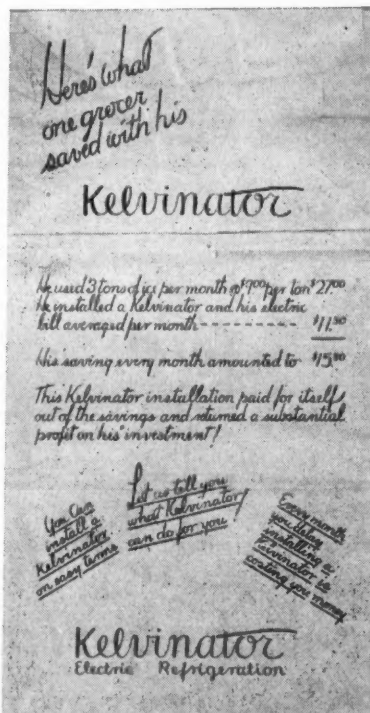 Here's what
one grocer
saved with his
Kelvinator
He used 3 tons of ice per month @ $9.00 per ton $27.00
He installed a Kelvinator and his electric
bill averaged per month ---------- $11.50
His saving every month amounted to $15.50
This Kelvinator installation paid for itself
out of the savings and returned a substantial
profit on his "investment!
You Can
install a
Kelvinator
on easy terms
Let us tell you
what Kelvinator
can do for you
Every month
you delay
installing a
Kelvinator is
costing you money
Kelvinator
Electric Refrigeration